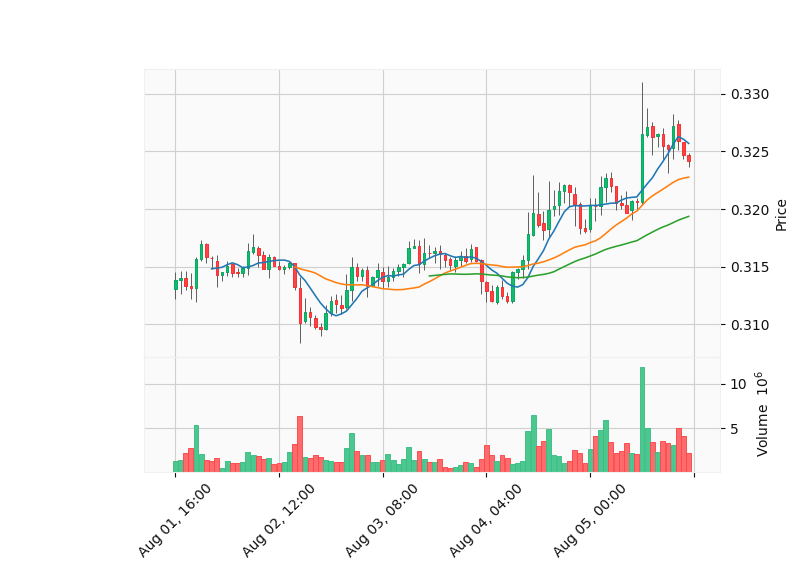 0.330
0.325
0.320
0.315
0.310
Price
10
5
Volume 10^6
Aug 01, 16:00
Aug 02, 12:00
Aug 03, 08:00
Aug 04, 04:00
Aug 05, 00:00